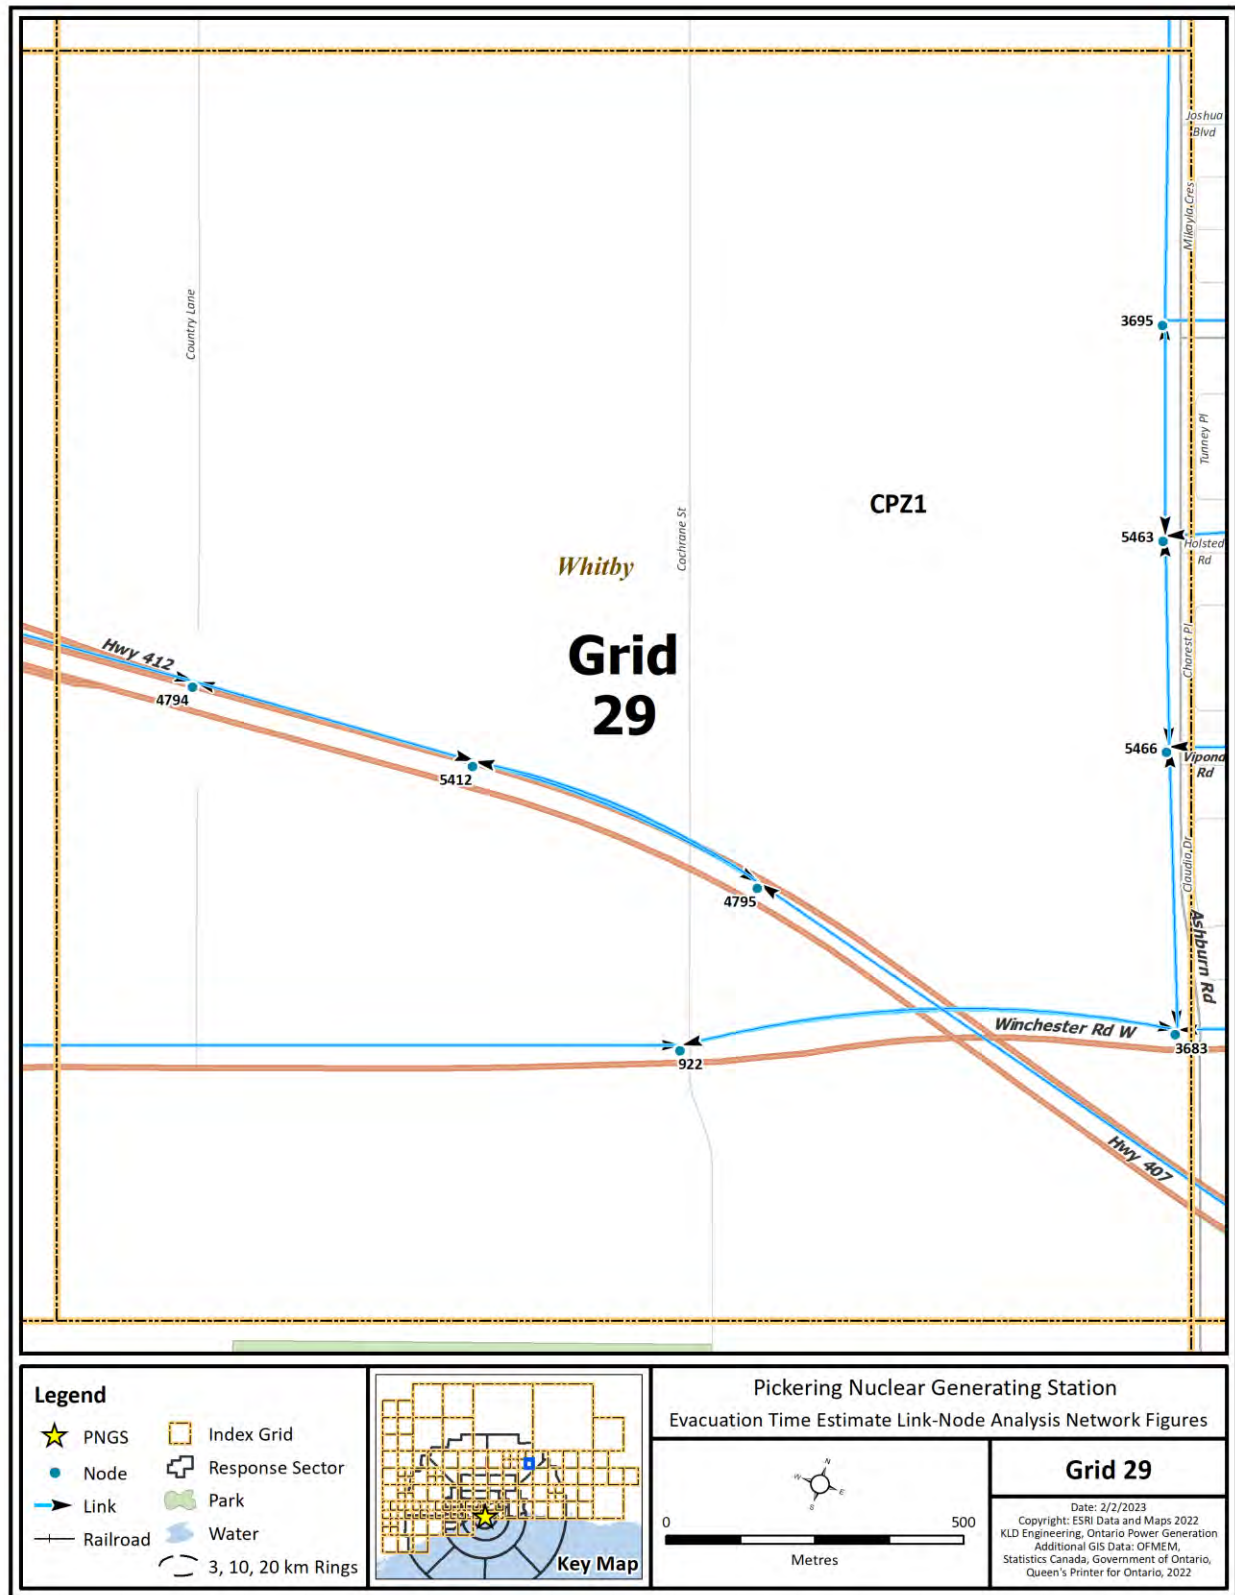 Joshua
Blvd
Mikayla Cres
Country Lane
3695
Tunney Pl
CPZ1
Cochrane St
5463
Holsted
Rd
Whitby
Grid
29
Hwy 412
4794
Charest Pl
5466
Vipond
Rd
5412
4795
Claudia Dr
Ashburn Rd
Winchester Rd W
922
3683
Hwy 407
Legend
PNGS
Node
Link
Railroad
Index Grid
Response Sector
Park
Water
3, 10, 20 km Rings
Key Map
Pickering Nuclear Generating Station
Evacuation Time Estimate Link-Node Analysis Network Figures
N
W
E
S
0
500
Metres
Grid 29
Date: 2/2/2023
Copyright: ESRI Data and Maps 2022
KLD Engineering, Ontario Power Generation
Additional GIS Data: OFMEM,
Statistics Canada, Government of Ontario,
Queen's Printer for Ontario, 2022